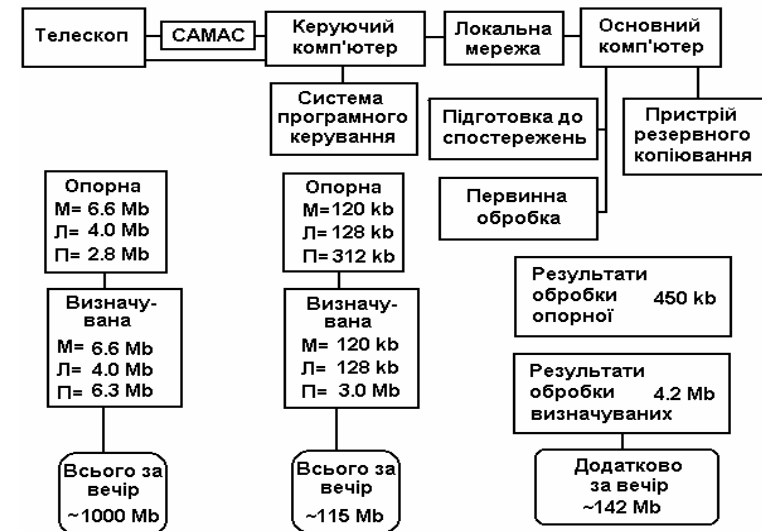 Телескоп
САМАС
Керуючий
комп'ютер
Локальна
мережа
Основний
комп'ютер
Система
програмного
керування
Підготовка до
спостережень
Пристрій
резервного
копіювання
Первинна
обробка
Опорна
М= 6.6 Mb
Л= 4.0 Mb
П= 2.8 Mb
Визначу-
вана
М= 6.6 Mb
Л= 4.0 Mb
П= 6.3 Mb
Всього за
вечір
~1000 Mb
Опорна
М= 120 kb
Л= 128 kb
П= 312 kb
Визначу-
вана
М= 120 kb
Л= 128 kb
П= 3.0 Mb
Всього за
вечір
~115 Mb
Результати
обробки 450 kb
опорної
Результати
обробки 4.2 Mb
визначуваних
Додатково
за вечір
~142 Mb